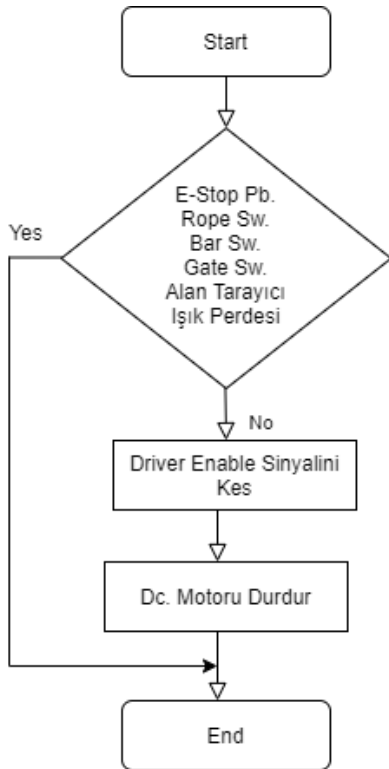 Start
E-Stop Pb.
Rope Sw.
Bar Sw.
Gate Sw.
Alan Tarayıcı
Işık Perdesi
Yes
No
Driver Enable Sinyalini
Kes
Dc. Motoru Durdur
End